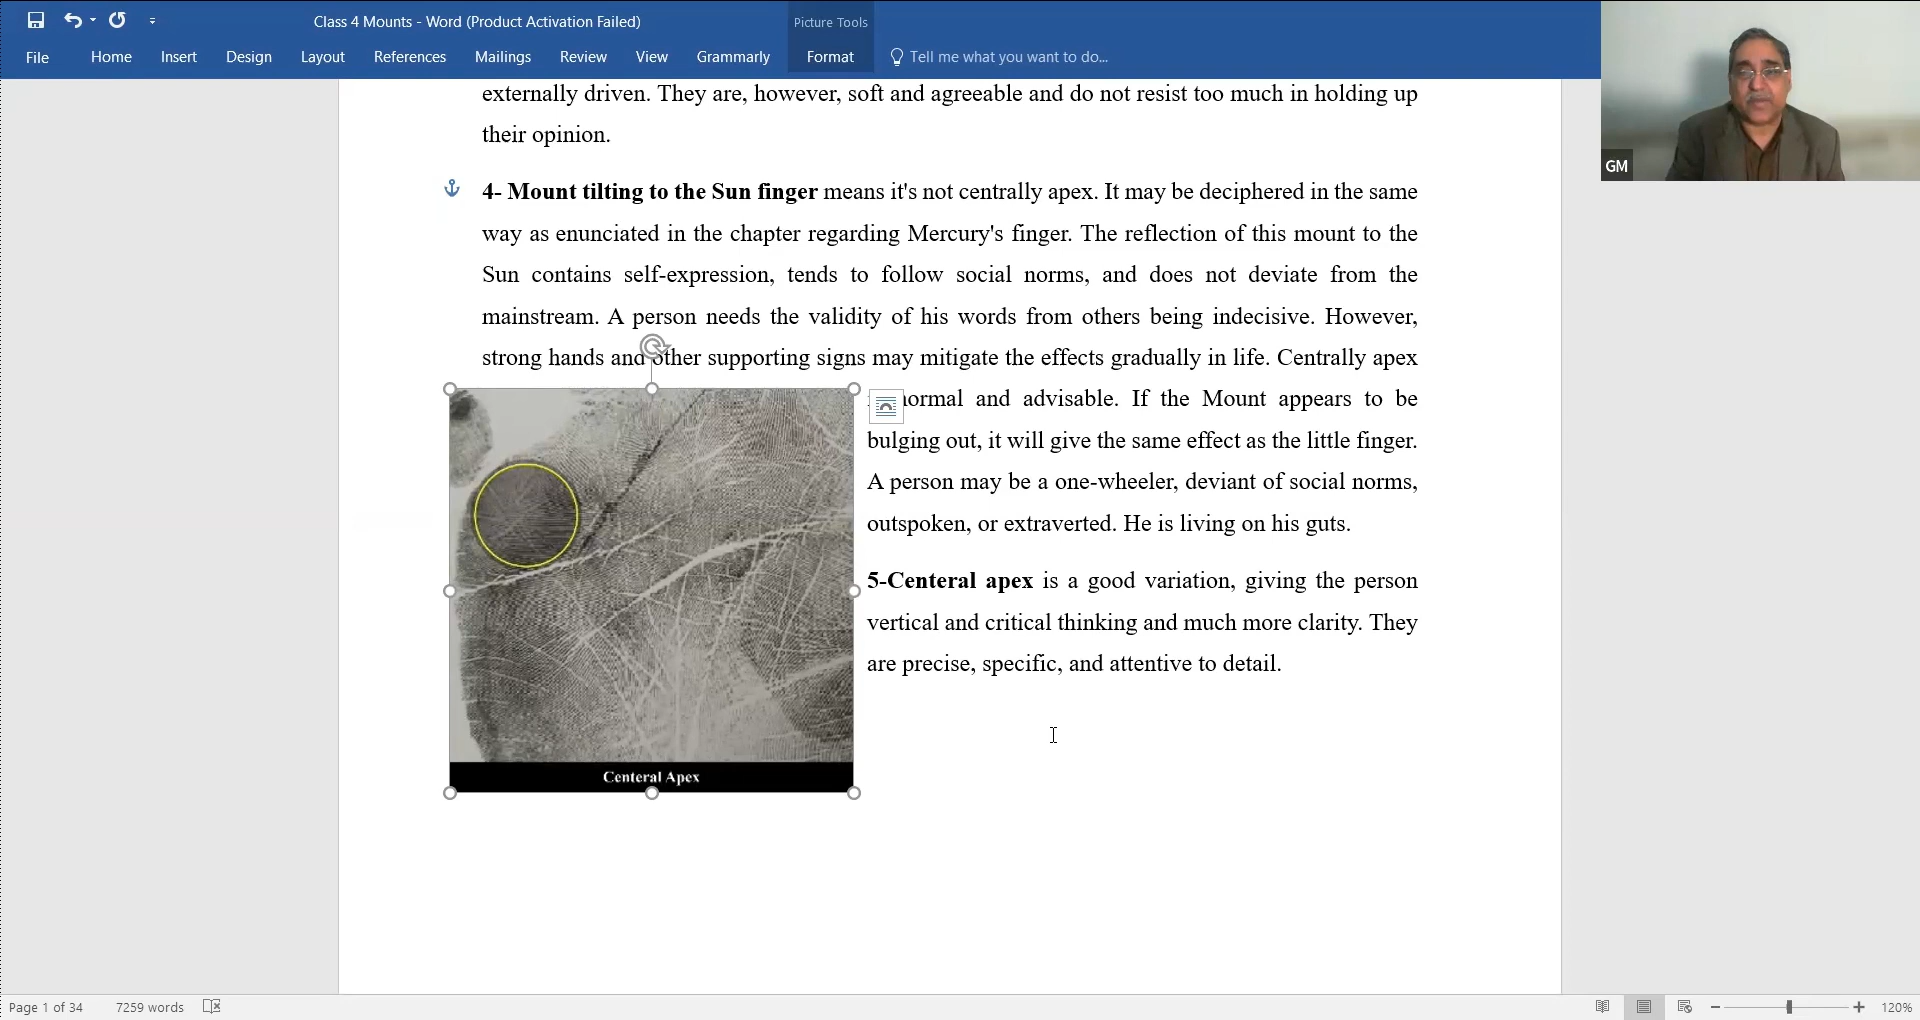 Class 4 Mounts - Word (Product Activation Failed)
Picture Tools
File Home Insert Design Layout References Mailings Review View Grammarly Format Tell me what you want to do...
GM
externally driven. They are, however, soft and agreeable and do not resist too much in holding up
their opinion.
4- Mount tilting to the Sun finger means it's not centrally apex. It may be deciphered in the same
way as enunciated in the chapter regarding Mercury's finger. The reflection of this mount to the
Sun contains self-expression, tends to follow social norms, and does not deviate from the
mainstream. A person needs the validity of his words from others being indecisive. However,
strong hands and other supporting signs may mitigate the effects gradually in life. Centrally apex
normal and advisable. If the Mount appears to be
bulging out, it will give the same effect as the little finger.
A person may be a one-wheeler, deviant of social norms,
outspoken, or extraverted. He is living on his guts.
5-Centeral apex is a good variation, giving the person
vertical and critical thinking and much more clarity. They
are precise, specific, and attentive to detail.
Centeral Apex
Page 1 of 34 7259 words 120%